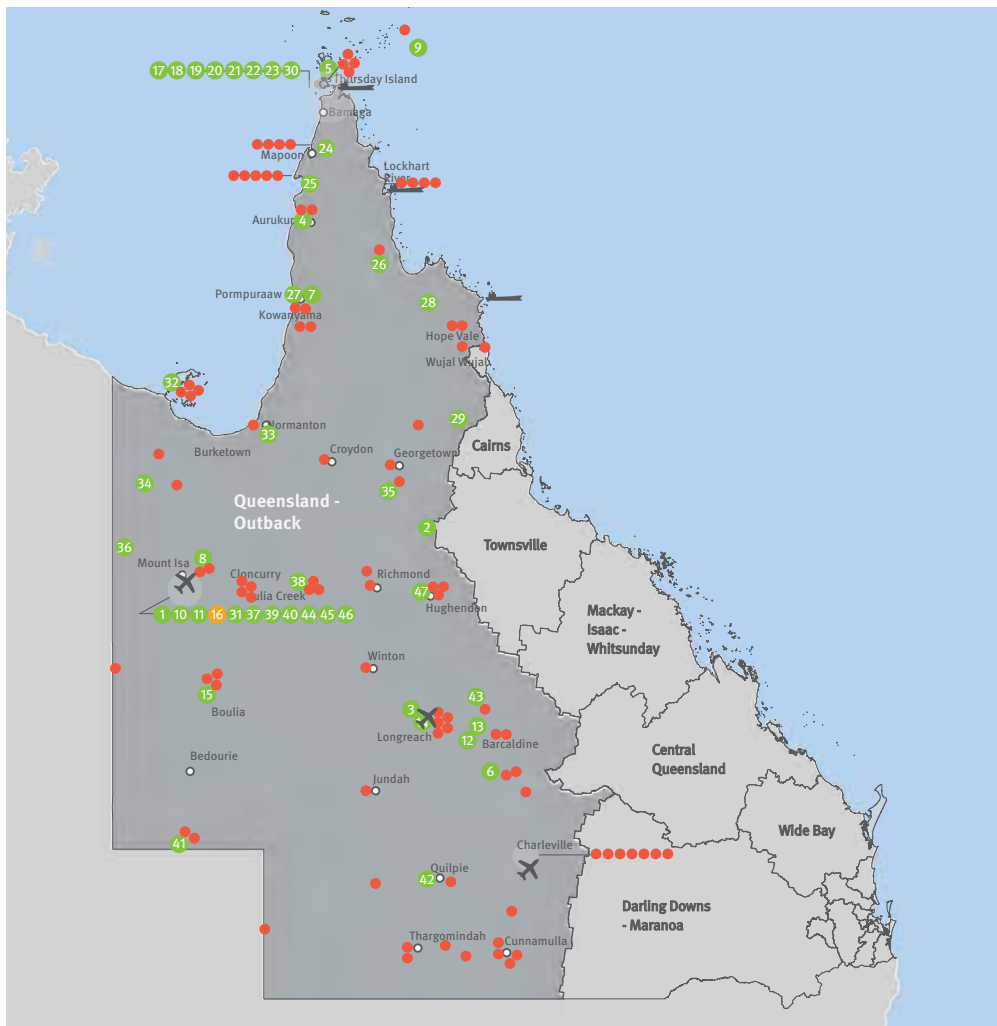 9
17 18 19 20 21 22 23 30
5
Thursday Island
Bamaga
24
Mapoon
Lockhart
River
25
Aurukun
4
26
Pormpuraaw
27 7
28
Kowanyama
Hope Vale
Wujal Wujal
32
29
Normanton
33
Cairns
Burketown
Croydon
Georgetown
34
35
Queensland -
Outback
2
36
Townsville
8
Mount Isa
Cloncurry
38
Richmond
Julia Creek
47
Hughendon
1 10 11 16 31 37 39 40 44 45 46
Mackay -
Isaac -
Whitsunday
Winton
15
Boulia
43
3
14
13
Longreach
12
Barcaldine
Central
Queensland
Bedourie
6
Jundah
Wide Bay
41
Charleville
Quilpie
42
Darling Downs
- Maranoa
Thargomindah
Cunnamulla